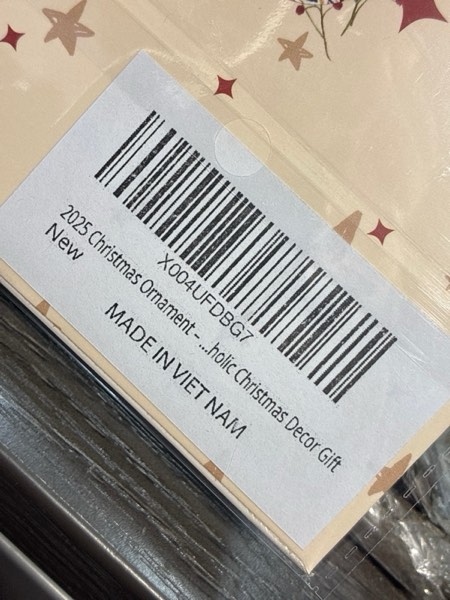 X004UFDBG7
2025 Christmas Ornament- ...holic Christmas Decor Gift
New
MADE IN VIET NAM